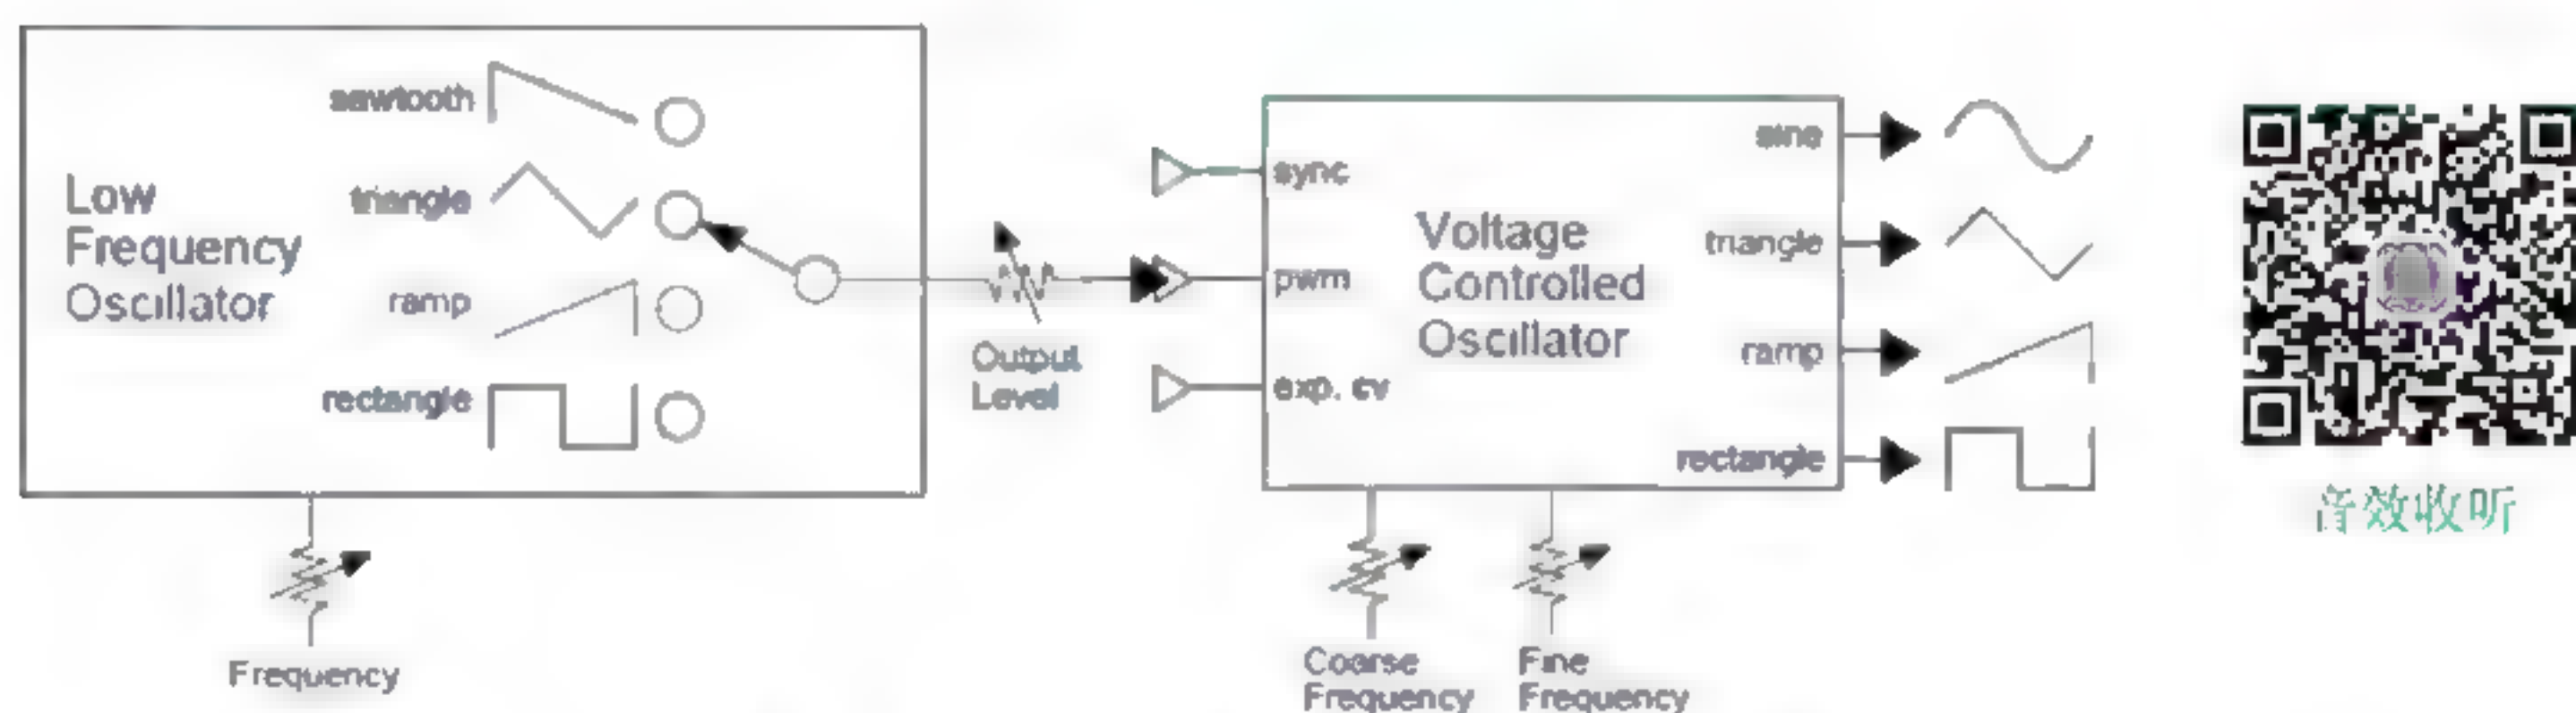 sawtooth
triangle
ramp
rectangle
Low
Frequency
Oscillator
Frequency
Output
Level
sync
pwm
exp. cv
Voltage
Controlled
Oscillator
sine
triangle
ramp
rectangle
Coarse
Frequency
Fine
Frequency
音效收听